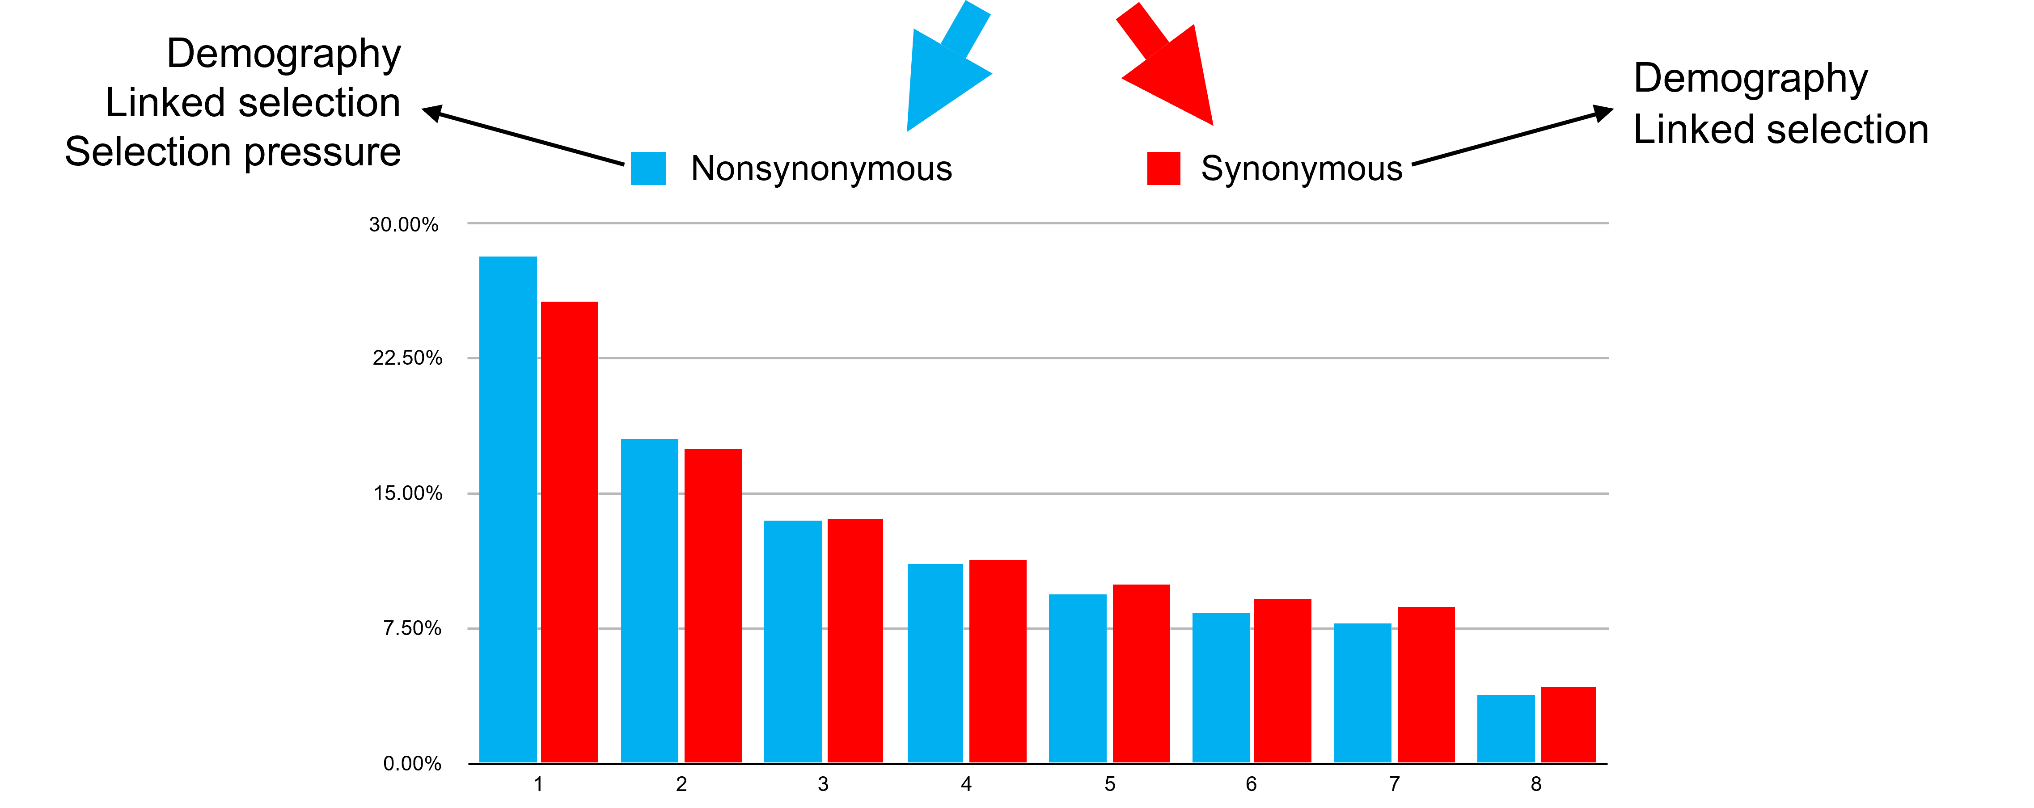 Demography
Linked selection
Selection pressure
Demography
Linked selection
Nonsynonymous
Synonymous
30.00%
22.50%
15.00%
7.50%
0.00%
1 2 3 4 5 6 7 8